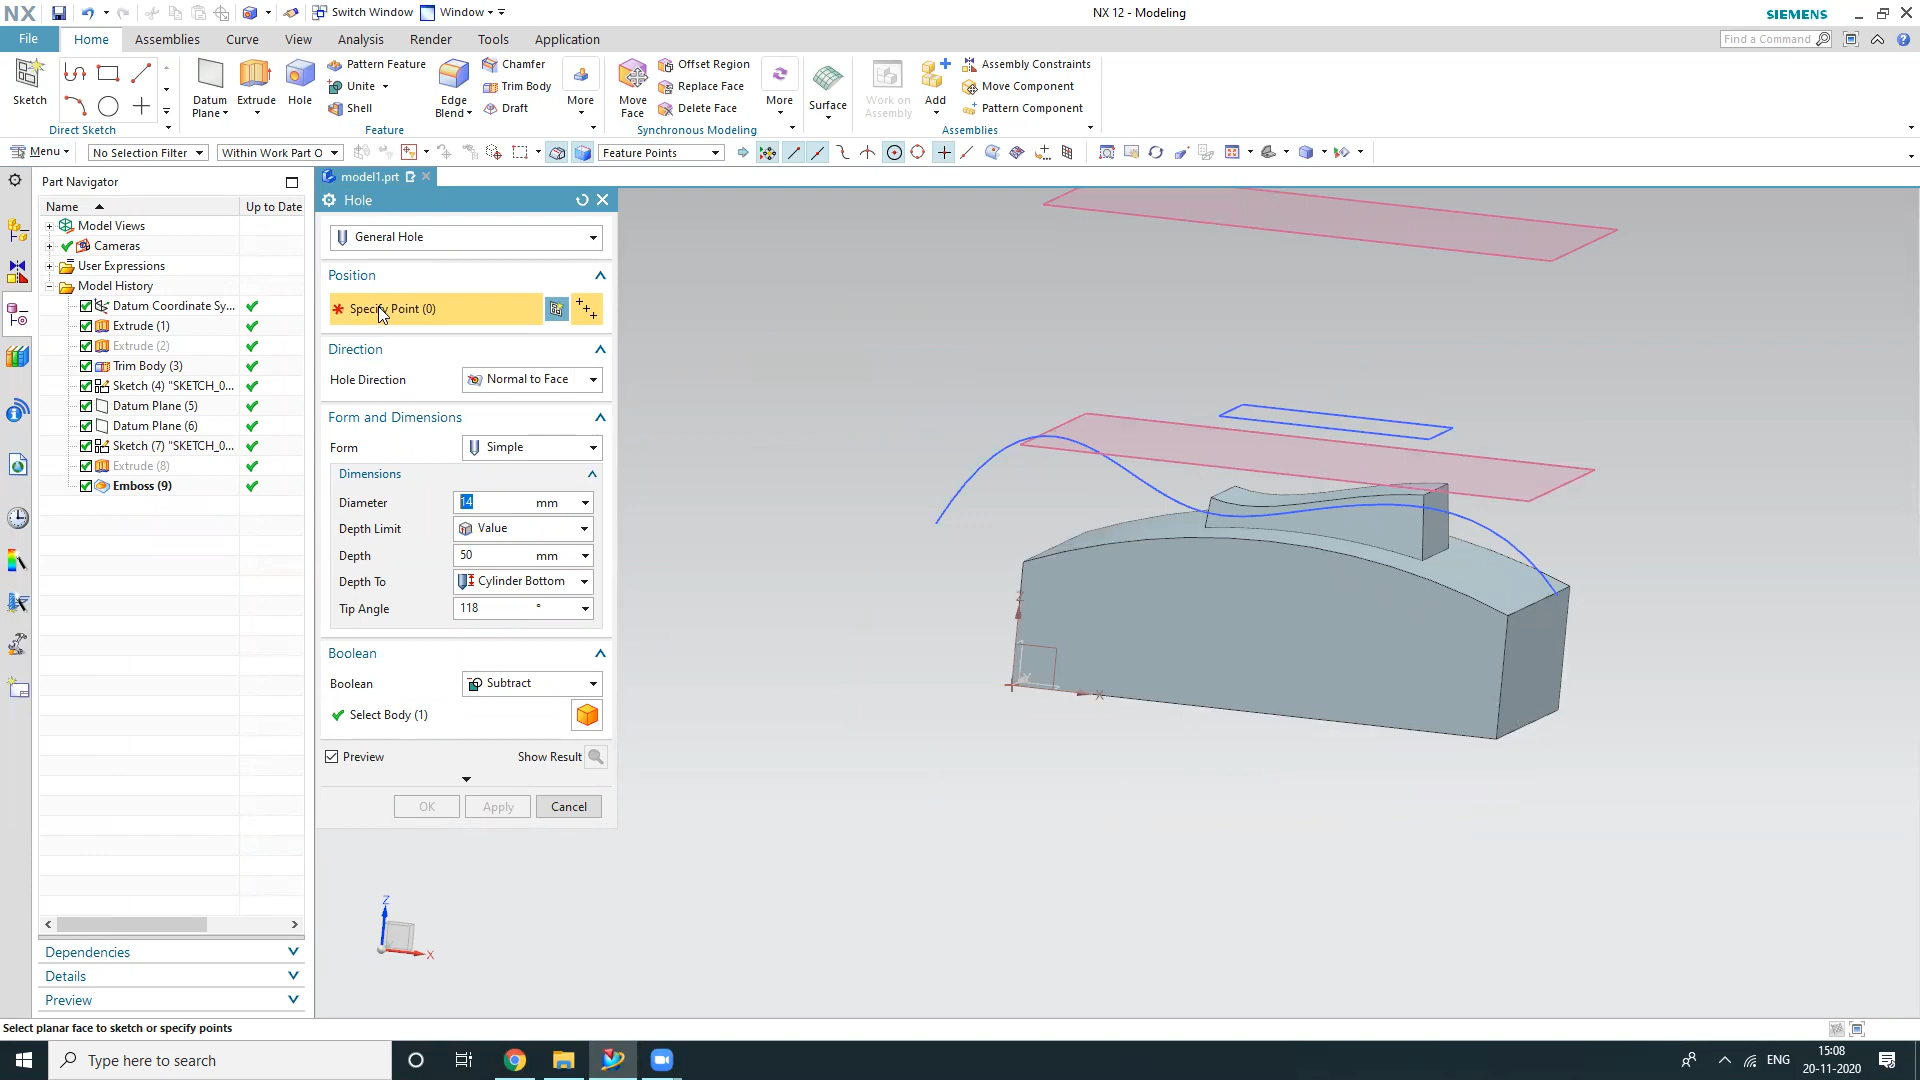 NX
Switch Window
Window
NX 12 - Modeling
SIEMENS
File
Home
Assemblies
Curve
View
Analysis
Render
Tools
Application
Find a Command
Sketch
Direct Sketch
Datum Plane
Extrude
Hole
Pattern Feature
Unite
Shell
Edge Blend
Chamfer
Trim Body
Draft
More
Feature
Move Face
Offset Region
Replace Face
Delete Face
More
Synchronous Modeling
Surface
Work on Assembly
Add
Assembly Constraints
Move Component
Pattern Component
Assemblies
Menu
No Selection Filter
Within Work Part O
Feature Points
Part Navigator
Name
Up to Date
Model Views
Cameras
User Expressions
Model History
Datum Coordinate Sy...
Extrude (1)
Extrude (2)
Trim Body (3)
Sketch (4) "SKETCH_0...
Datum Plane (5)
Datum Plane (6)
Sketch (7) "SKETCH_0...
Extrude (8)
Emboss (9)
Dependencies
Details
Preview
model1.prt
Hole
General Hole
Position
Specify Point (0)
Direction
Hole Direction
Normal to Face
Form and Dimensions
Form
Simple
Dimensions
Diameter
14 mm
Depth Limit
Value
Depth
50 mm
Depth To
Cylinder Bottom
Tip Angle
118 °
Boolean
Boolean
Subtract
Select Body (1)
Preview
Show Result
OK
Apply
Cancel
Z
Y
X
Z
X
Select planar face to sketch or specify points
Type here to search
ENG
15:08
20-11-2020